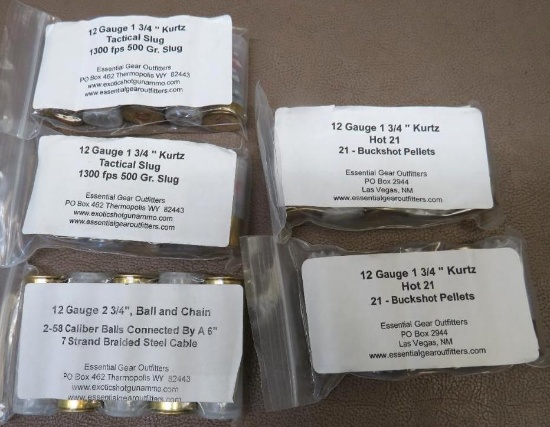 12 Gauge 1 3/4 " Kurtz
Tactical Slug
1300 fps 500 Gr. Slug
Essential Gear Outfitters
PO Box 462 Thermopolis WY 82443
www.exoticshotgunammo.com
www.essentialgearoutfitters.com
12 Gauge 1 3/4 " Kurtz
Tactical Slug
1300 fps 500 Gr. Slug
Essential Gear Outfitters
PO Box 462 Thermopolis WY 82443
www.exoticshotgunammo.com
www.essentialgearoutfitters.com
12 Gauge 2 3/4", Ball and Chain
2-58 Caliber Balls Connected By A 6"
7 Strand Braided Steel Cable
Essential Gear Outfitters
PO Box 462 Thermopolis WY 82443
www.exoticshotgunammo.com
www.essentialgearoutfitters.com
12 Gauge 1 3/4 " Kurtz
Hot 21
21 - Buckshot Pellets
Essential Gear Outfitters
PO Box 2944
Las Vegas, NM
www.essentialgearoutfitters.com
12 Gauge 1 3/4 " Kurtz
Hot 21
21 - Buckshot Pellets
Essential Gear Outfitters
PO Box 2944
Las Vegas, NM
www.essentialgearoutfitters.com